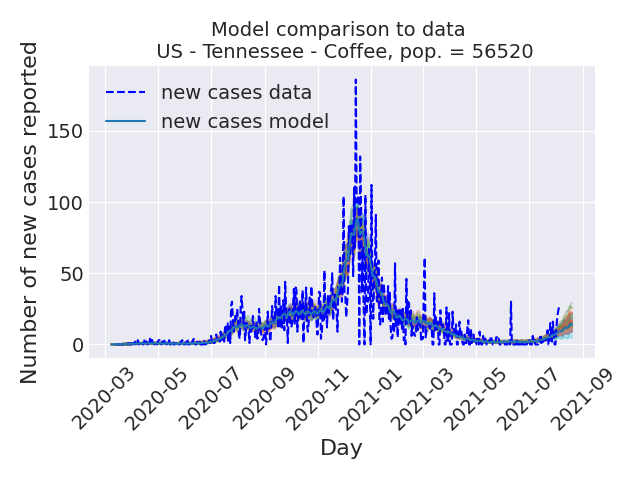 Model comparison to data
US - Tennessee - Coffee, pop. = 56520
Number of new cases reported
new cases data
new cases model
150
100
50
0
2020-03
2020-05
2020-07
2020-09
2020-11
2021-01
2021-03
2021-05
2021-07
2021-09
Day